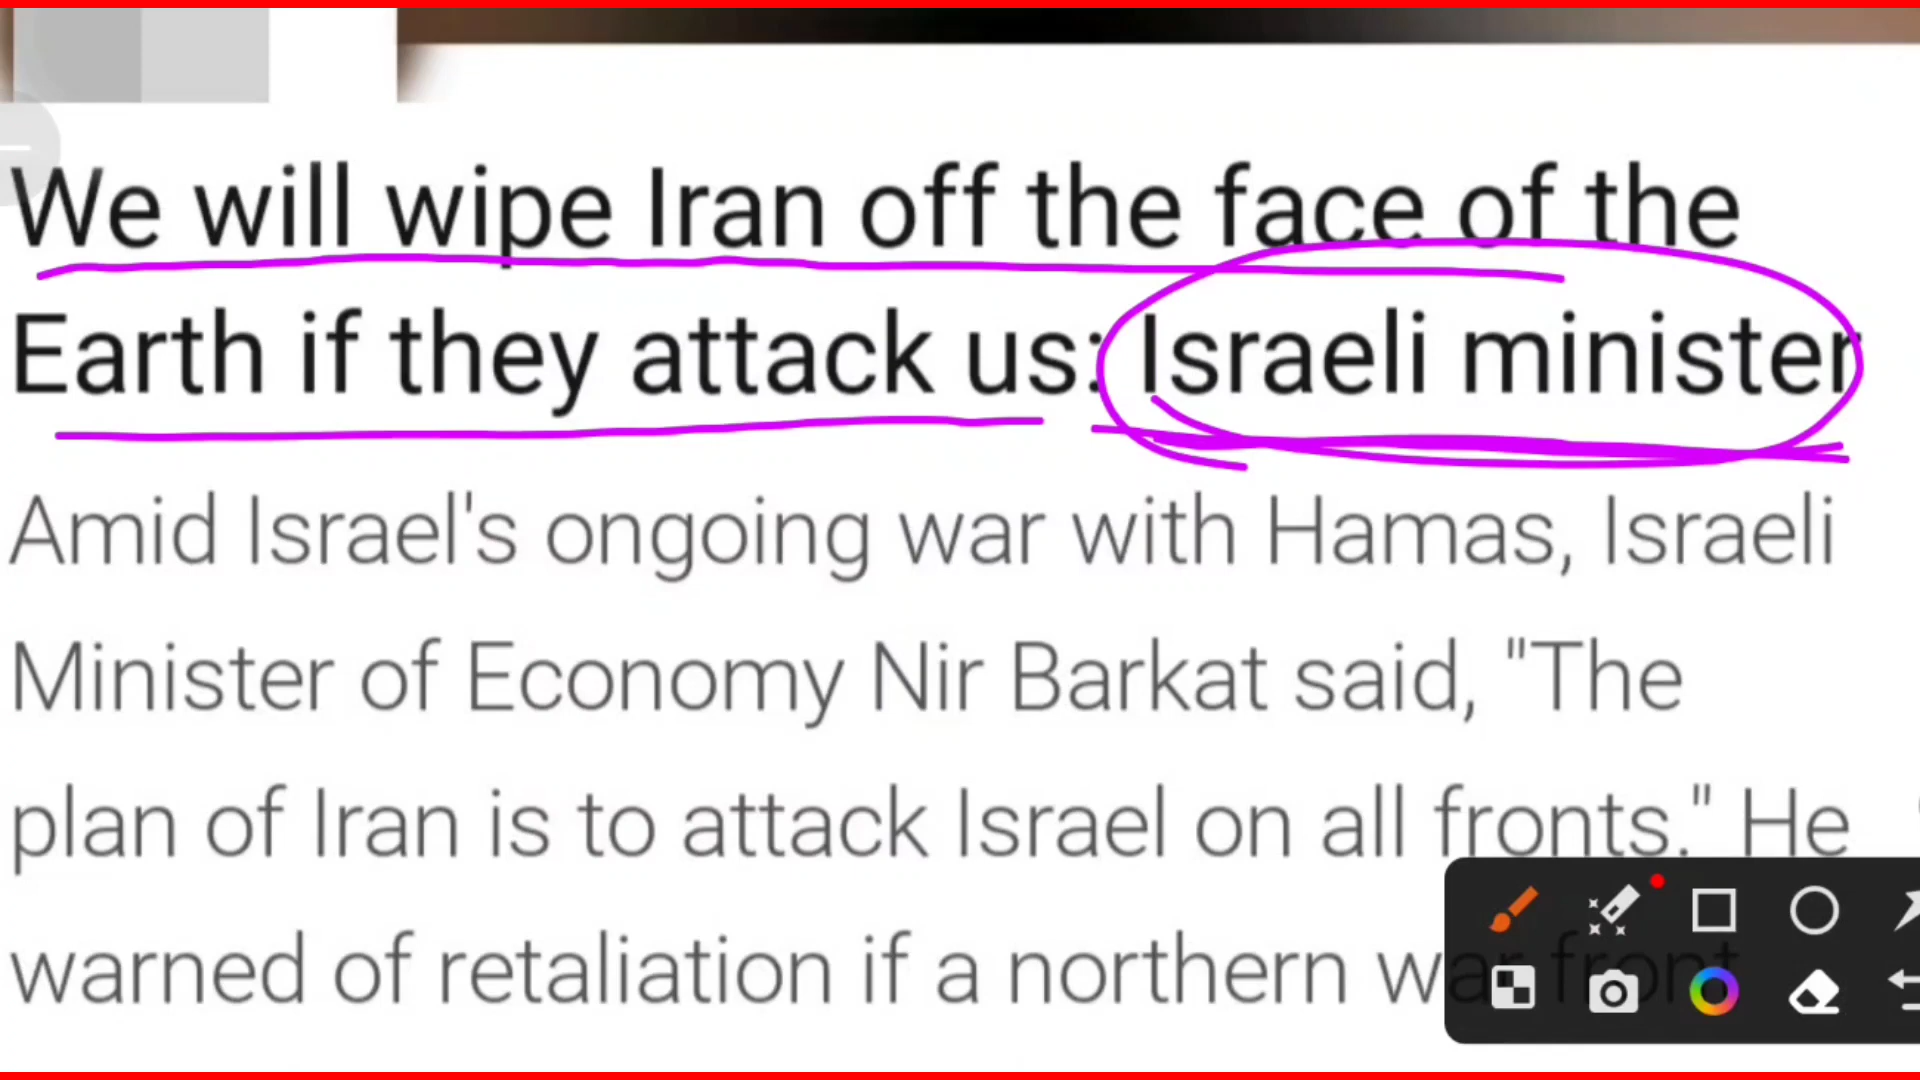 We will wipe Iran off the face of the
Earth if they attack us: Israeli minister
Amid Israel's ongoing war with Hamas, Israeli
Minister of Economy Nir Barkat said, "The
plan of Iran is to attack Israel on all fronts." He
warned of retaliation if a northern war front